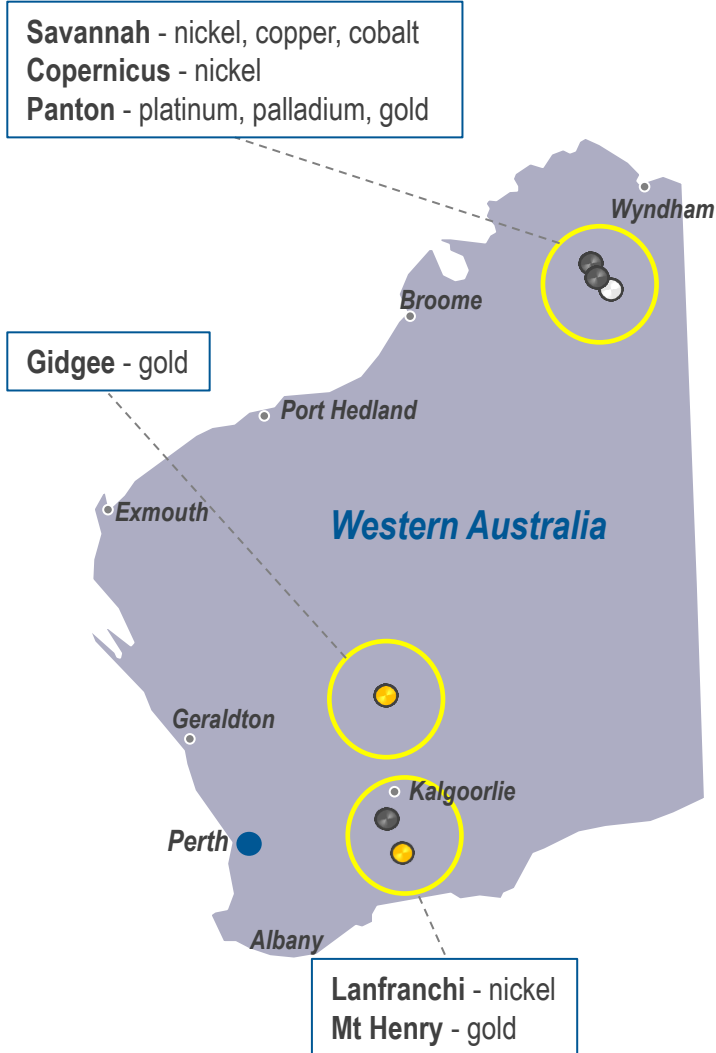 Savannah - nickel, copper, cobalt
Copernicus - nickel
Panton - platinum, palladium, gold
Wyndham
Broome
Gidgee - gold
Port Hedland
Exmouth
Western Australia
Geraldton
Kalgoorlie
Perth
Albany
Lanfranchi - nickel
Mt Henry - gold